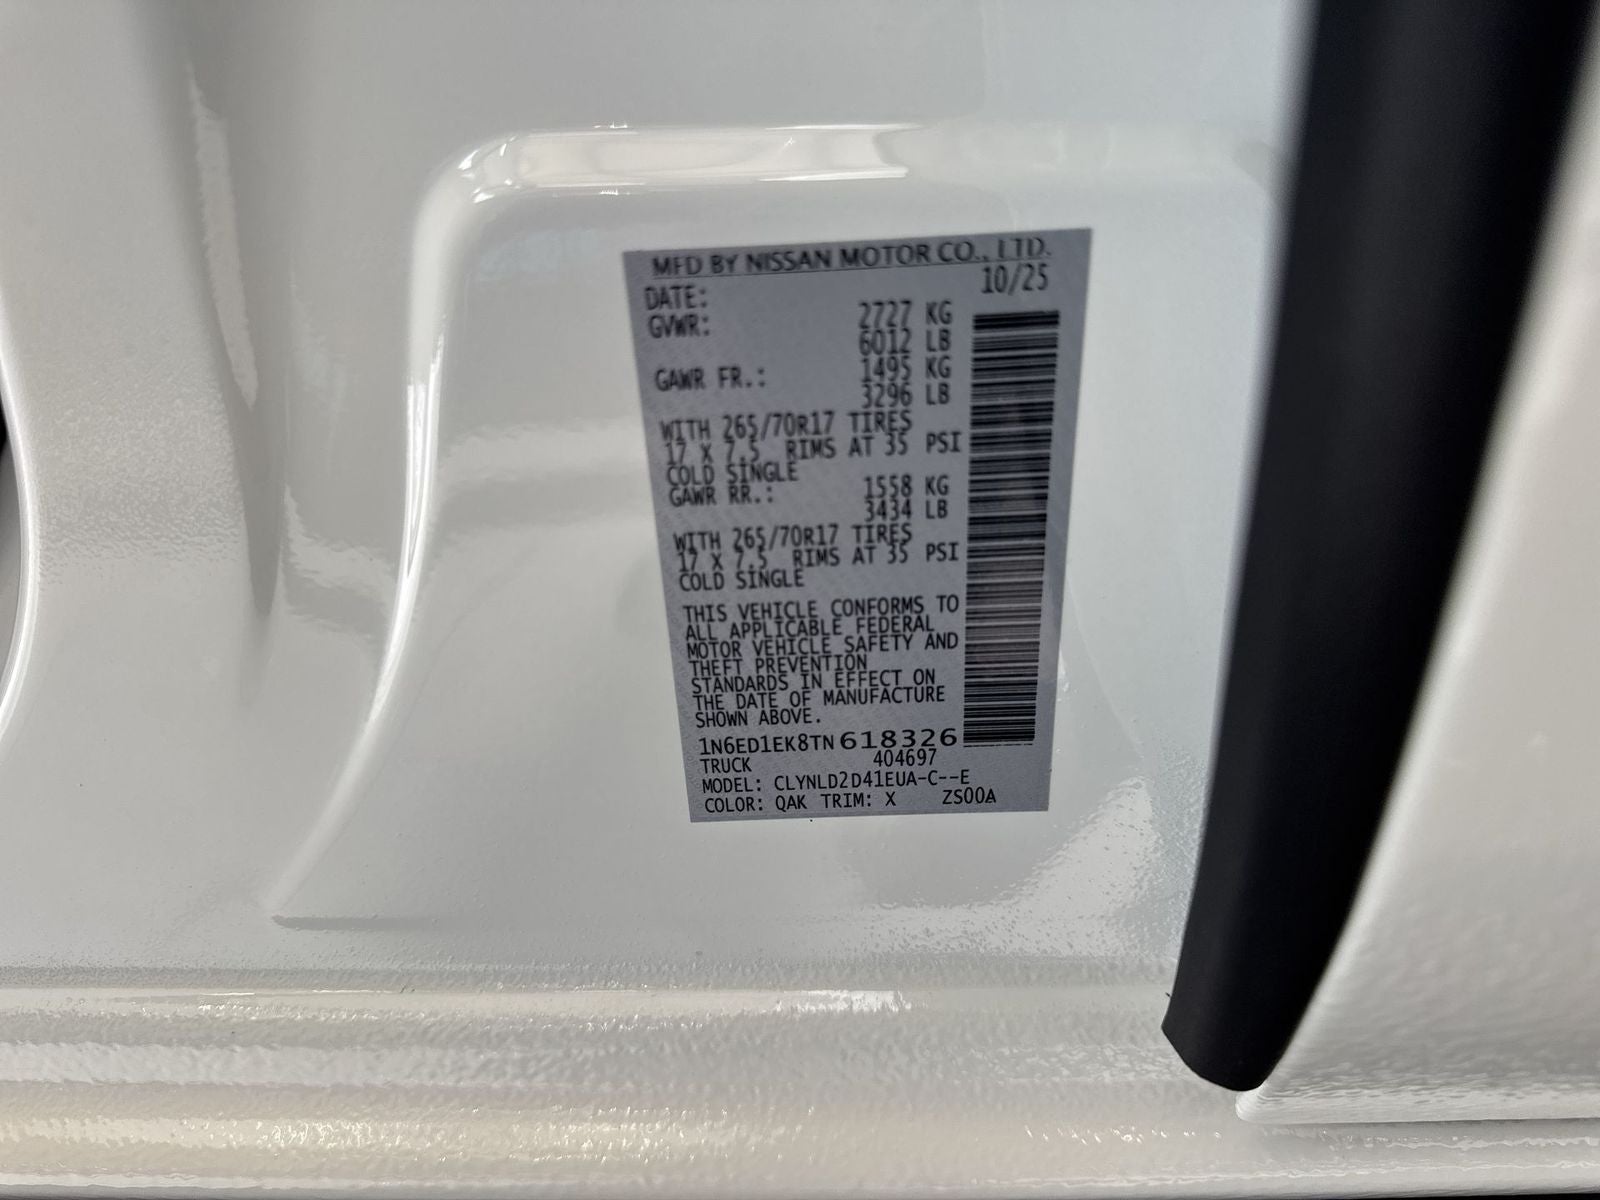 MFD BY NISSAN MOTOR CO., LTD.
DATE: 10/25
GVWR: 2727 KG
6012 LB
GAWR FR.: 1495 KG
3296 LB
WITH 265/70R17 TIRES
17 X 7.5 RIMS AT 35 PSI
COLD SINGLE
GAWR RR.: 1558 KG
3434 LB
WITH 265/70R17 TIRES
17 X 7.5 RIMS AT 35 PSI
COLD SINGLE
THIS VEHICLE CONFORMS TO
ALL APPLICABLE FEDERAL
MOTOR VEHICLE SAFETY AND
THEFT PREVENTION
STANDARDS IN EFFECT ON
THE DATE OF MANUFACTURE
SHOWN ABOVE.
1N6ED1EK8TN618326
TRUCK 404697
MODEL: CLYNLD2D41EUA-C--E
COLOR: QAK TRIM: X ZS00A